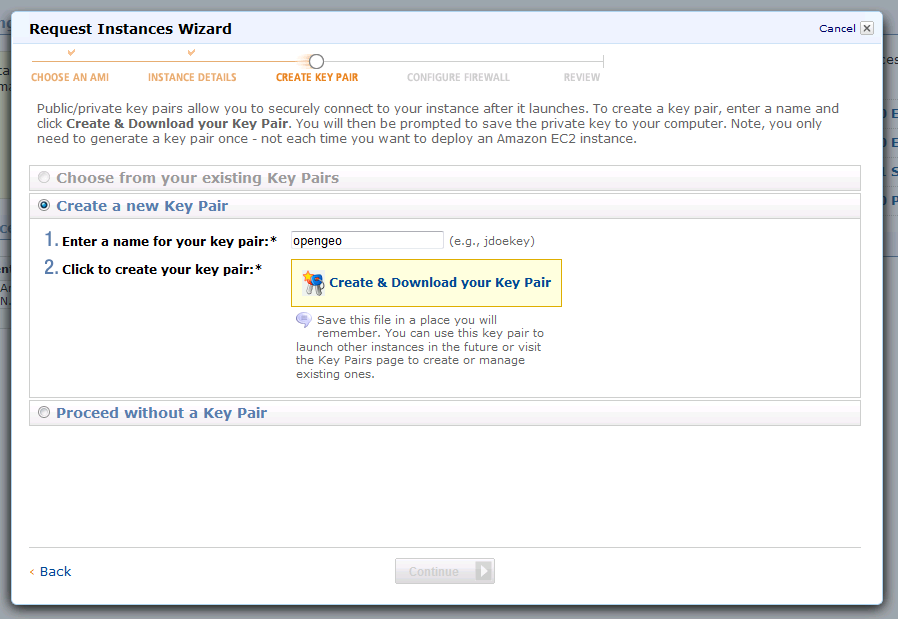 Request Instances Wizard
Cancel
CHOOSE AN AMI INSTANCE DETAILS CREATE KEY PAIR CONFIGURE FIREWALL REVIEW
Public/private key pairs allow you to securely connect to your instance after it launches. To create a key pair, enter a name and
click Create & Download your Key Pair. You will then be prompted to save the private key to your computer. Note, you only
need to generate a key pair once - not each time you want to deploy an Amazon EC2 instance.
Choose from your existing Key Pairs
Create a new Key Pair
1. Enter a name for your key pair:* opengeo (e.g., jdoekey)
2. Click to create your key pair:* Create & Download your Key Pair
Save this file in a place you will
remember. You can use this key pair to
launch other instances in the future or visit
the Key Pairs page to create or manage
existing ones.
Proceed without a Key Pair
‹ Back
Continue